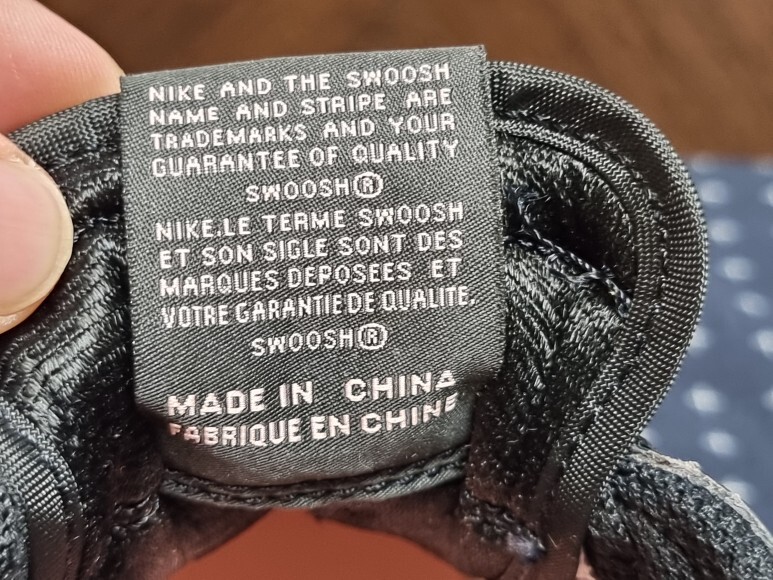 NIKE AND THE SWOOSH
NAME AND STRIPE ARE
TRADEMARKS AND YOUR
GUARANTEE OF QUALITY
SWOOSH®
NIKE.LE TERME SWOOSH
ET SON SIGLE SONT DES
MARQUES DEPOSEES ET
VOTRE GARANTIE DE QUALITE.
SWOOSH®
MADE IN CHINA
FABRIQUE EN CHINE